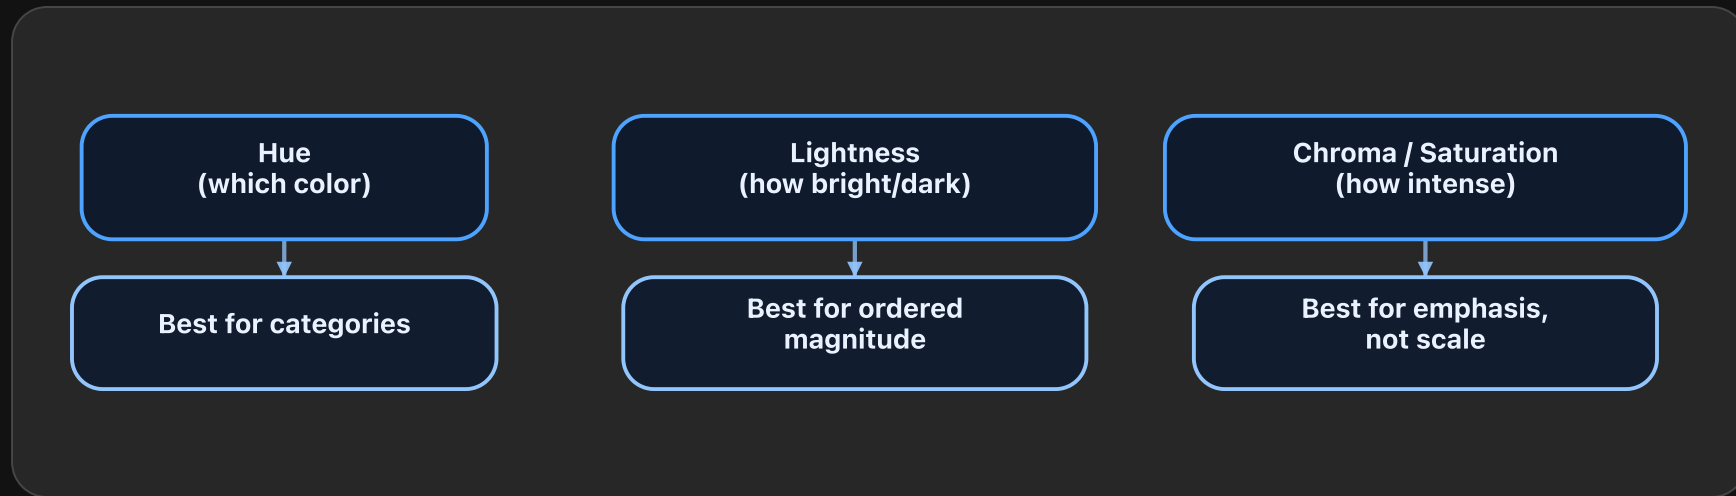 Hue
(which color)
Best for categories
Lightness
(how bright/dark)
Best for ordered
magnitude
Chroma / Saturation
(how intense)
Best for emphasis,
not scale